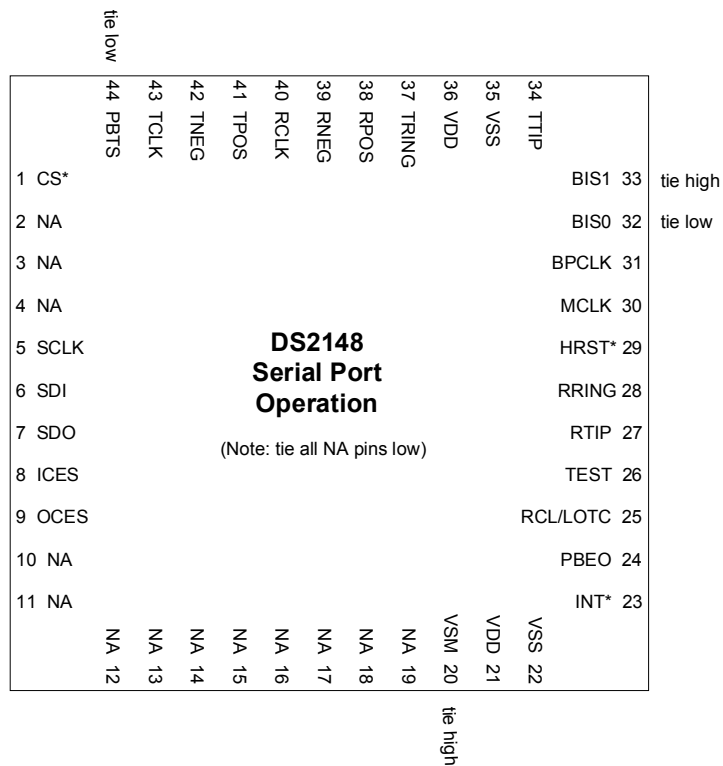 tie low
44 PBTS
43 TCLK
42 TNEG
41 TPOS
40 RCLK
39 RNEG
38 RPOS
37 TRING
36 VDD
35 VSS
34 TTIP
1 CS*
2 NA
3 NA
4 NA
5 SCLK
6 SDI
7 SDO
8 ICES
9 OCES
10 NA
11 NA
DS2148
Serial Port
Operation
(Note: tie all NA pins low)
BIS1 33 tie high
BIS0 32 tie low
BPCLK 31
MCLK 30
HRST* 29
RRING 28
RTIP 27
TEST 26
RCL/LOTC 25
PBEO 24
INT* 23
NA 12
NA 13
NA 14
NA 15
NA 16
NA 17
NA 18
NA 19
VSM 20
VDD 21
VSS 22
tie high